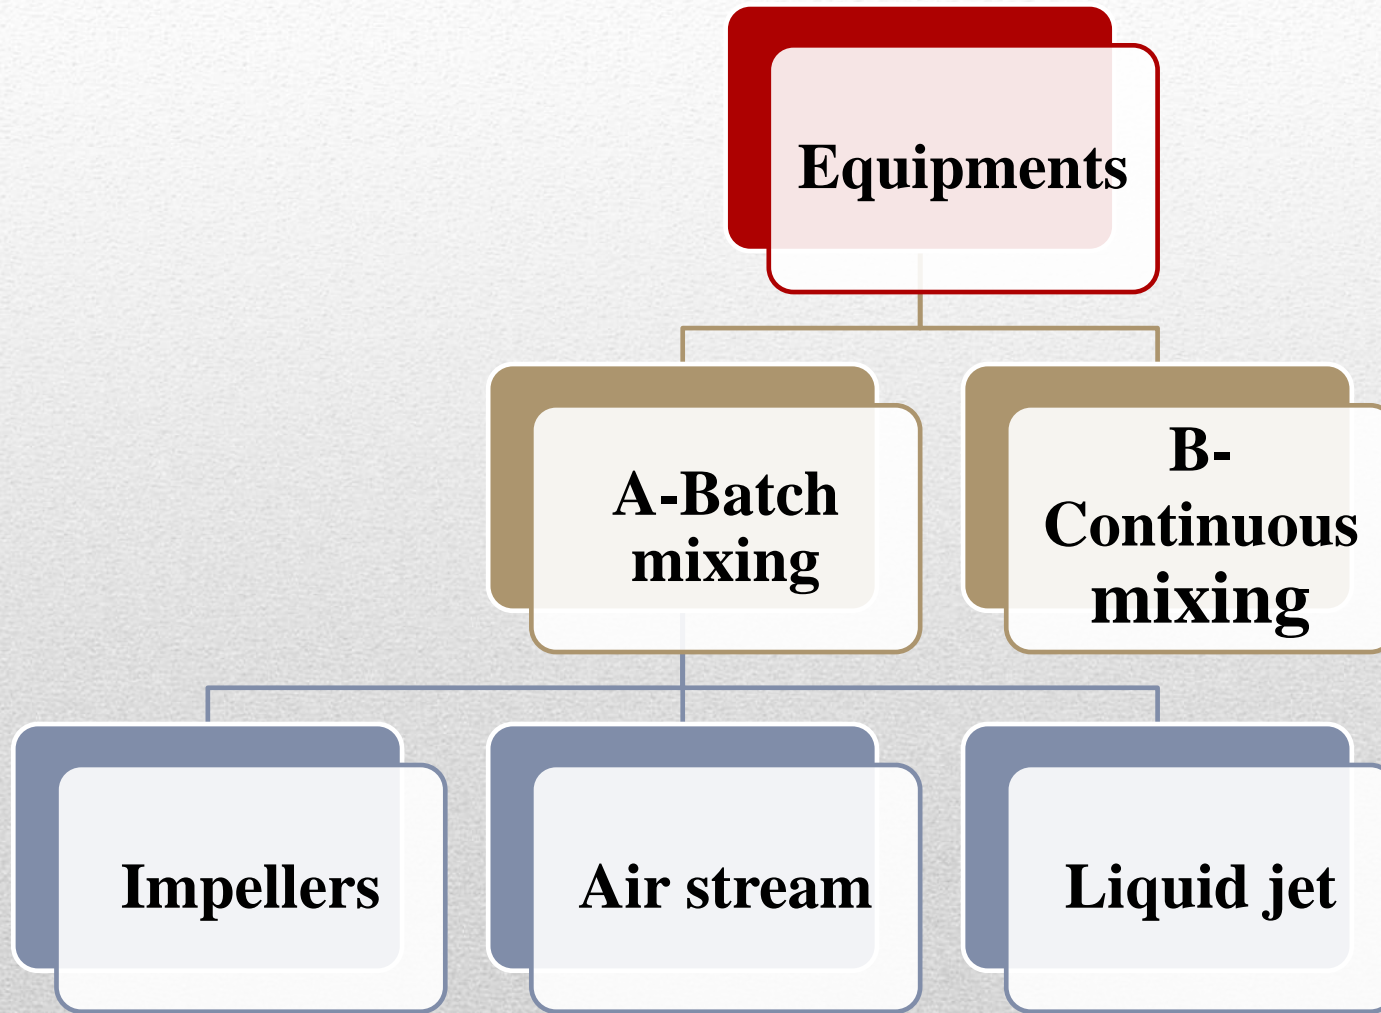 Equipments
A-Batch
mixing
B-
Continuous
mixing
Impellers
Air stream
Liquid jet